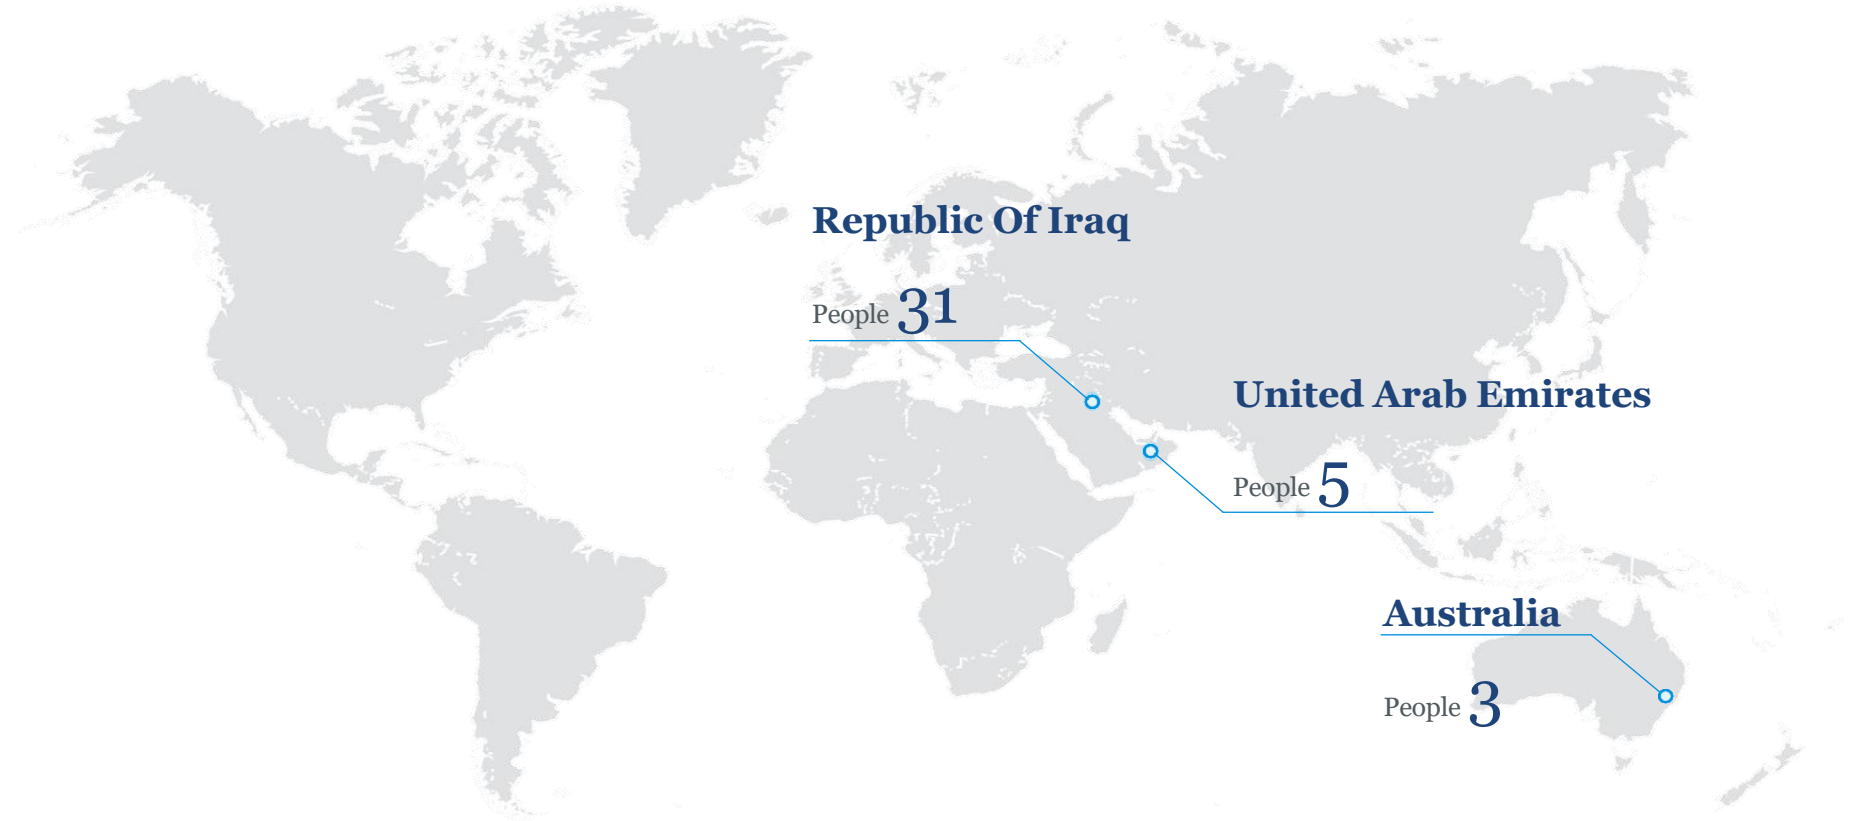 Republic Of Iraq
People 31
United Arab Emirates
People 5
Australia
People 3